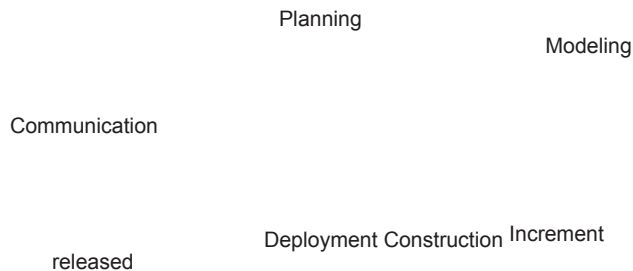 Planning
Modeling
Communication
Deployment Construction Increment
released